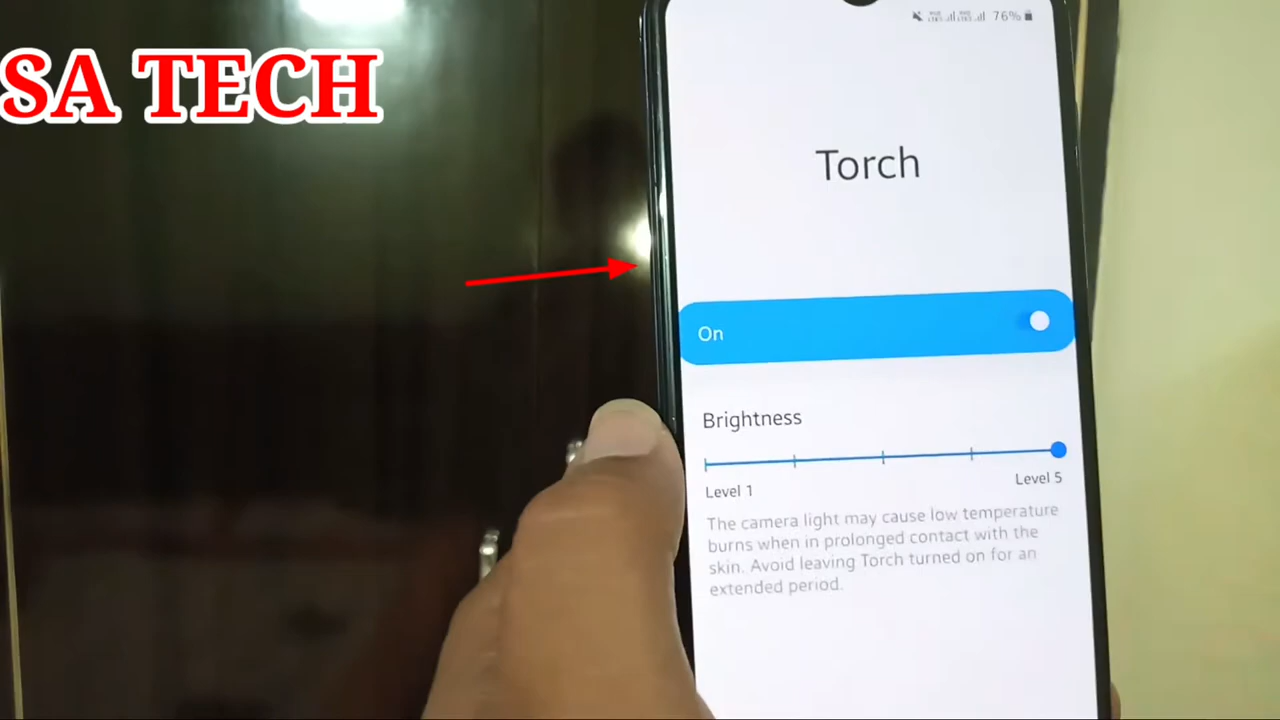 SA TECH
76%
Torch
On
Brightness
Level 1
Level 5
The camera light may cause low temperature
burns when in prolonged contact with the
skin. Avoid leaving Torch turned on for an
extended period.